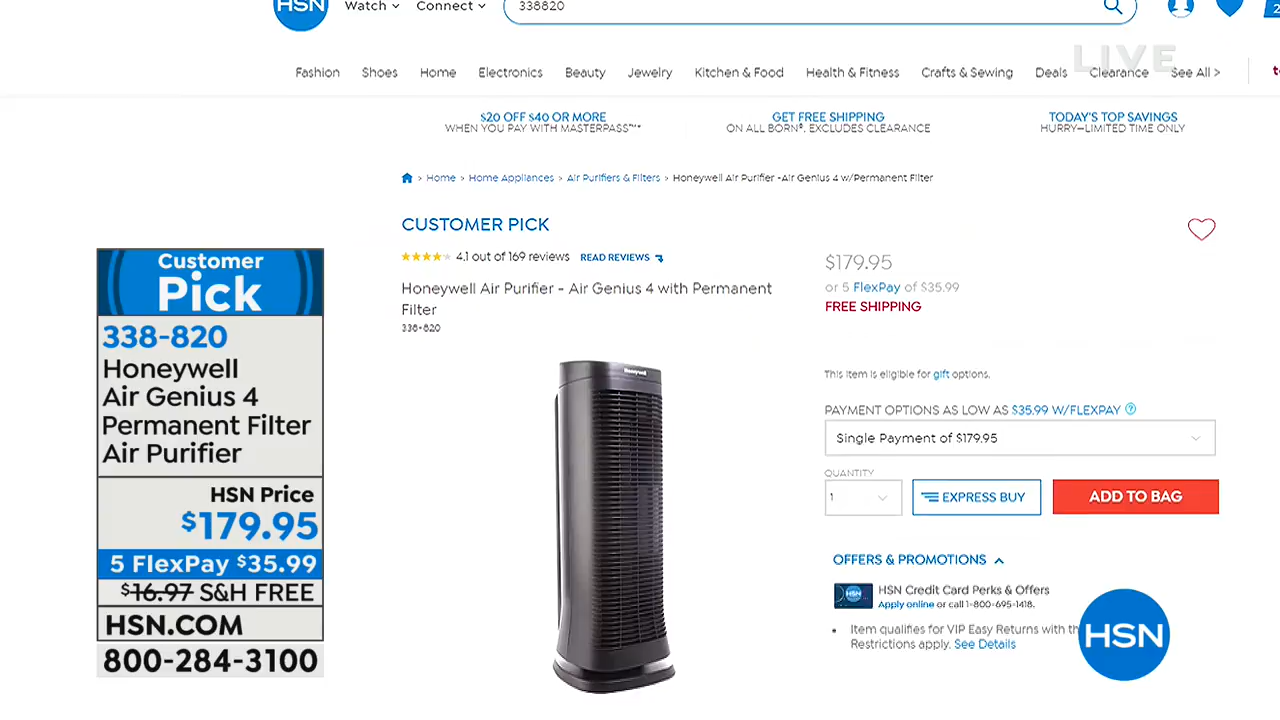 HSN
Watch
Connect
338820
2
LIVE
Fashion
Shoes
Home
Electronics
Beauty
Jewelry
Kitchen & Food
Health & Fitness
Crafts & Sewing
Deals
Clearance
See All >
$20 OFF $40 OR MORE
WHEN YOU PAY WITH MASTERPASS™*
GET FREE SHIPPING
ON ALL BORN®, EXCLUDES CLEARANCE
TODAY'S TOP SAVINGS
HURRY—LIMITED TIME ONLY
> Home > Home Appliances > Air Purifiers & Filters > Honeywell Air Purifier -Air Genius 4 w/Permanent Filter
CUSTOMER PICK
4.1 out of 169 reviews READ REVIEWS
Honeywell Air Purifier - Air Genius 4 with Permanent
Filter
338-820
Honeywell
$179.95
or 5 FlexPay of $35.99
FREE SHIPPING
This item is eligible for gift options.
PAYMENT OPTIONS AS LOW AS $35.99 W/FLEXPAY ?
Single Payment of $179.95
QUANTITY
1
EXPRESS BUY
ADD TO BAG
OFFERS & PROMOTIONS
HSN
HSN Credit Card Perks & Offers
Apply online or call 1-800-695-1418.
• Item qualifies for VIP Easy Returns with th
Restrictions apply. See Details
HSN
Customer
Pick
338-820
Honeywell
Air Genius 4
Permanent Filter
Air Purifier
HSN Price
$179.95
5 FlexPay $35.99
$16.97 S&H FREE
HSN.COM
800-284-3100